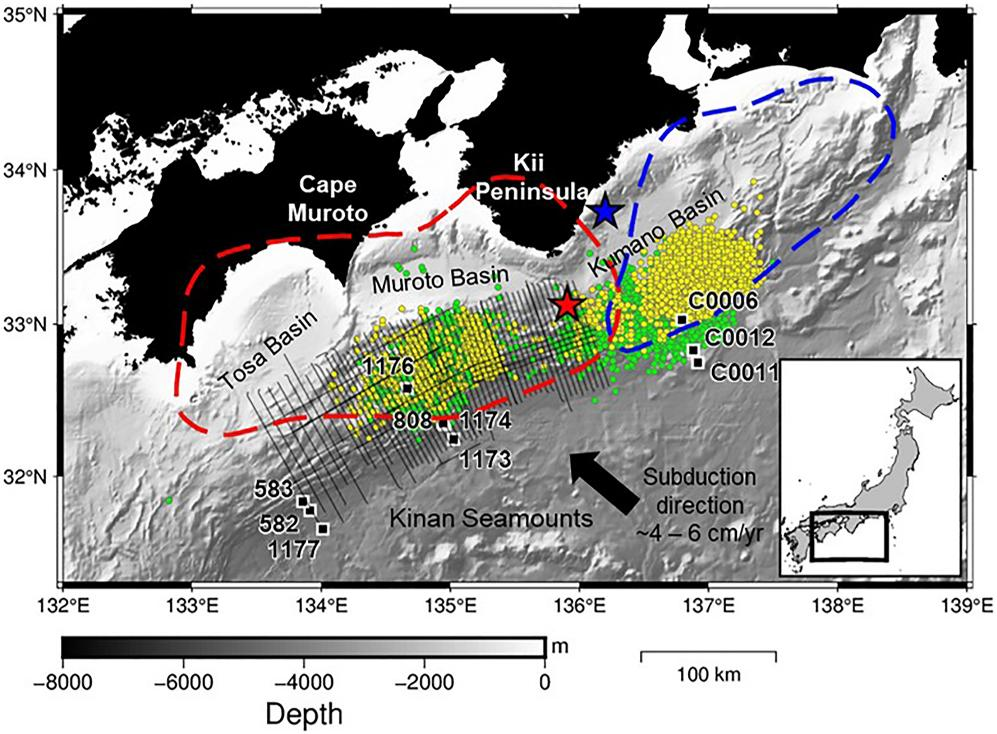 35°N
34°N
33°N
32°N
Kii
Peninsula
Cape
Muroto
Kumano Basin
Muroto Basin
Tosa Basin
C0006
C0012
C0011
1176
808
1174
1173
583
582
1177
Kinan Seamounts
Subduction
direction
~4 – 6 cm/yr
132°E
133°E
134°E
135°E
136°E
137°E
138°E
139°E
m
−8000
−6000
−4000
−2000
0
Depth
100 km